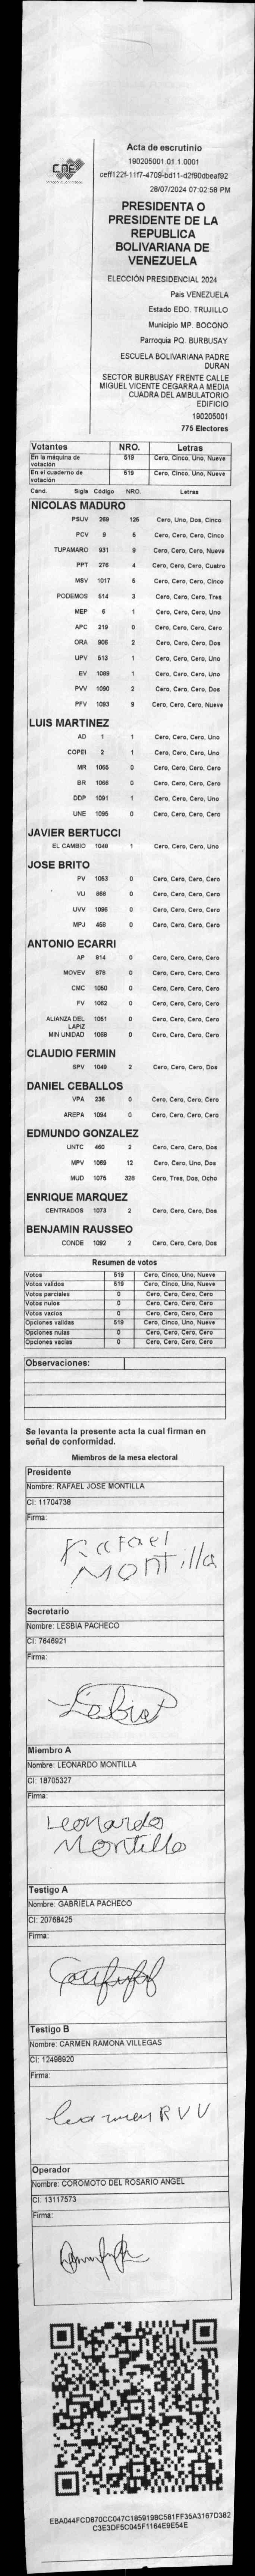 CNE
Acta de escrutinio
190205001.01.1.0001
ceff122f-11f7-4709-bd11-d2f90dbeaf92
28/07/2024 07:02:58 PM
PRESIDENTA O
PRESIDENTE DE LA
REPUBLICA
BOLIVARIANA DE
VENEZUELA
ELECCIÓN PRESIDENCIAL 2024
Pais VENEZUELA
Estado EDO. TRUJILLO
Municipio MP. BOCONO
Parroquia PQ. BURBUSAY
ESCUELA BOLIVARIANA PADRE
DURAN
SECTOR BURBUSAY FRENTE CALLE
MIGUEL VICENTE CEGARRA A MEDIA
CUADRA DEL AMBULATORIO
EDIFICIO
190205001
775 Electores
Votantes NRO. Letras
En la máquina de votación 519 Cero, Cinco, Uno, Nueve
En el cuaderno de votación 519 Cero, Cinco, Uno, Nueve
Cand. Sigla Código NRO. Letras
NICOLAS MADURO
PSUV 269 125 Cero, Uno, Dos, Cinco
PCV 9 5 Cero, Cero, Cero, Cinco
TUPAMARO 931 9 Cero, Cero, Cero, Nueve
PPT 276 4 Cero, Cero, Cero, Cuatro
MSV 1017 5 Cero, Cero, Cero, Cinco
PODEMOS 514 3 Cero, Cero, Cero, Tres
MEP 6 1 Cero, Cero, Cero, Uno
APC 219 0 Cero, Cero, Cero, Cero
ORA 906 2 Cero, Cero, Cero, Dos
UPV 513 1 Cero, Cero, Cero, Uno
EV 1089 1 Cero, Cero, Cero, Uno
PVV 1090 2 Cero, Cero, Cero, Dos
PFV 1093 9 Cero, Cero, Cero, Nueve
LUIS MARTINEZ
AD 1 1 Cero, Cero, Cero, Uno
COPEI 2 1 Cero, Cero, Cero, Uno
MR 1065 0 Cero, Cero, Cero, Cero
BR 1066 0 Cero, Cero, Cero, Cero
DDP 1091 1 Cero, Cero, Cero, Uno
UNE 1095 0 Cero, Cero, Cero, Cero
JAVIER BERTUCCI
EL CAMBIO 1048 1 Cero, Cero, Cero, Uno
JOSE BRITO
PV 1053 0 Cero, Cero, Cero, Cero
VU 868 0 Cero, Cero, Cero, Cero
UVV 1096 0 Cero, Cero, Cero, Cero
MPJ 458 0 Cero, Cero, Cero, Cero
ANTONIO ECARRI
AP 814 0 Cero, Cero, Cero, Cero
MOVEV 878 0 Cero, Cero, Cero, Cero
CMC 1050 0 Cero, Cero, Cero, Cero
FV 1062 0 Cero, Cero, Cero, Cero
ALIANZA DEL LAPIZ 1051 0 Cero, Cero, Cero, Cero
MIN UNIDAD 1068 0 Cero, Cero, Cero, Cero
CLAUDIO FERMIN
SPV 1049 2 Cero, Cero, Cero, Dos
DANIEL CEBALLOS
VPA 236 0 Cero, Cero, Cero, Cero
AREPA 1094 0 Cero, Cero, Cero, Cero
EDMUNDO GONZALEZ
UNTC 460 2 Cero, Cero, Cero, Dos
MPV 1069 12 Cero, Cero, Uno, Dos
MUD 1075 328 Cero, Tres, Dos, Ocho
ENRIQUE MARQUEZ
CENTRADOS 1073 2 Cero, Cero, Cero, Dos
BENJAMIN RAUSSEO
CONDE 1092 2 Cero, Cero, Cero, Dos
Resumen de votos
Votos 519 Cero, Cinco, Uno, Nueve
Votos validos 519 Cero, Cinco, Uno, Nueve
Votos parciales 0 Cero, Cero, Cero, Cero
Votos nulos 0 Cero, Cero, Cero, Cero
Votos vacios 0 Cero, Cero, Cero, Cero
Opciones validas 519 Cero, Cinco, Uno, Nueve
Opciones nulas 0 Cero, Cero, Cero, Cero
Opciones vacias 0 Cero, Cero, Cero, Cero
Observaciones:
Se levanta la presente acta la cual firman en
señal de conformidad.
Miembros de la mesa electoral
Presidente
Nombre: RAFAEL JOSE MONTILLA
CI: 11704738
Firma:
Rafael
Montilla
Secretario
Nombre: LESBIA PACHECO
CI: 7646921
Firma:
Lesbia
Miembro A
Nombre: LEONARDO MONTILLA
CI: 18705327
Firma:
Leonardo
Montilla
Testigo A
Nombre: GABRIELA PACHECO
CI: 20768425
Firma:
Testigo B
Nombre: CARMEN RAMONA VILLEGAS
CI: 12498920
Firma:
Carmen R V V
Operador
Nombre: COROMOTO DEL ROSARIO ANGEL
CI: 13117573
Firma:
EBA044FCD870CC047C1859198C581FF35A3167D382
C3E3DF5C045F1164E9E54E